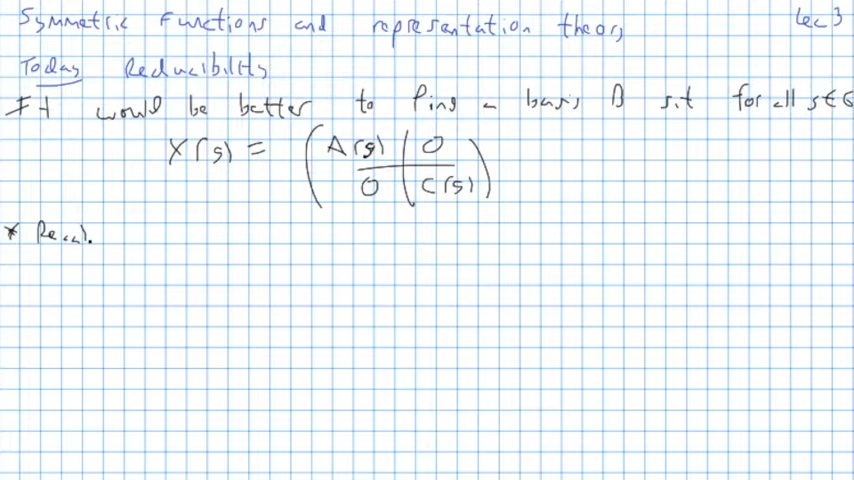 Symmetric Functions and representation theory Lec 3
Today Reducibility
It would be better to Find a basis B s.t for all g ∈ G
X(g) = ( A(g) | 0
0 | C(g) )
* Recal.